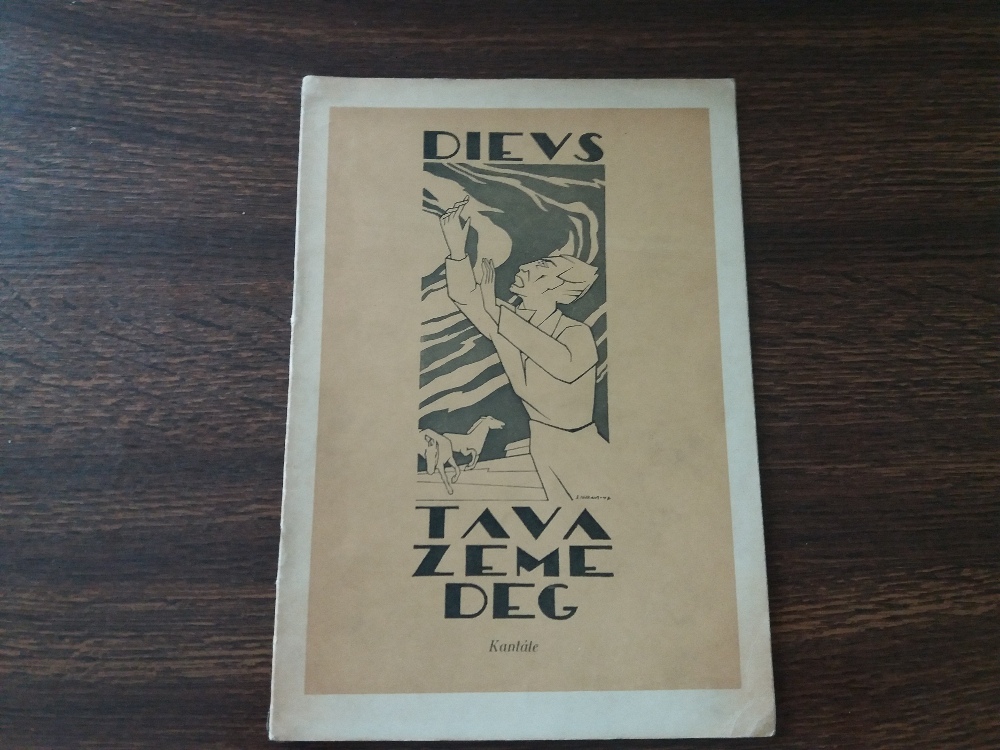 DIEVS
TAVA
ZEME
DEG
Kantāte